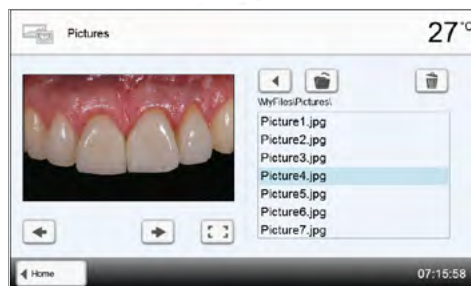 Pictures
27°C
\MyFiles\Pictures\
Picture1.jpg
Picture2.jpg
Picture3.jpg
Picture4.jpg
Picture5.jpg
Picture6.jpg
Picture7.jpg
Home
07:15:58